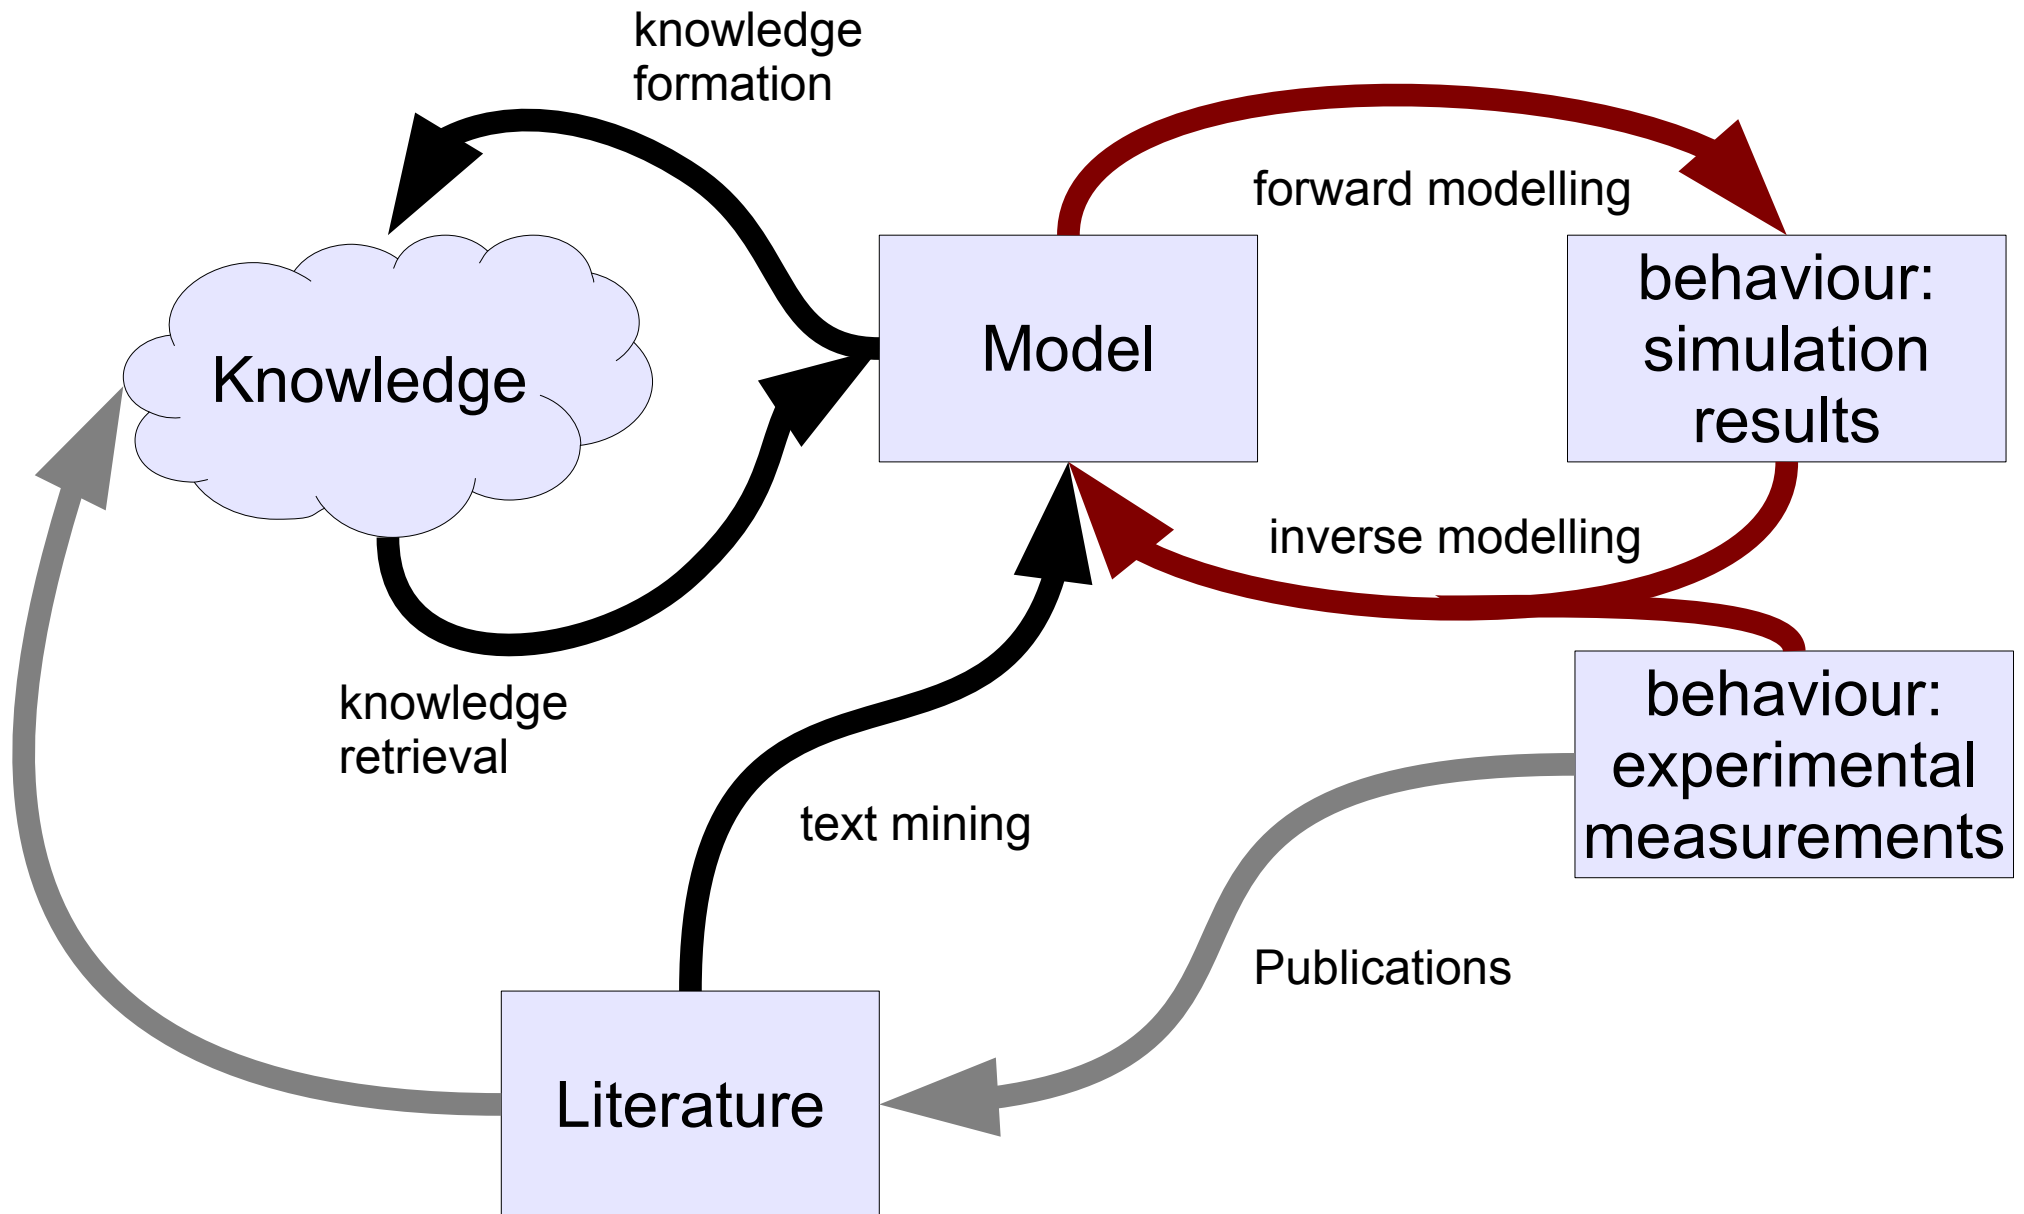 knowledge
formation
forward modelling
Knowledge
Model
behaviour:
simulation
results
inverse modelling
knowledge
retrieval
text mining
behaviour:
experimental
measurements
Publications
Literature